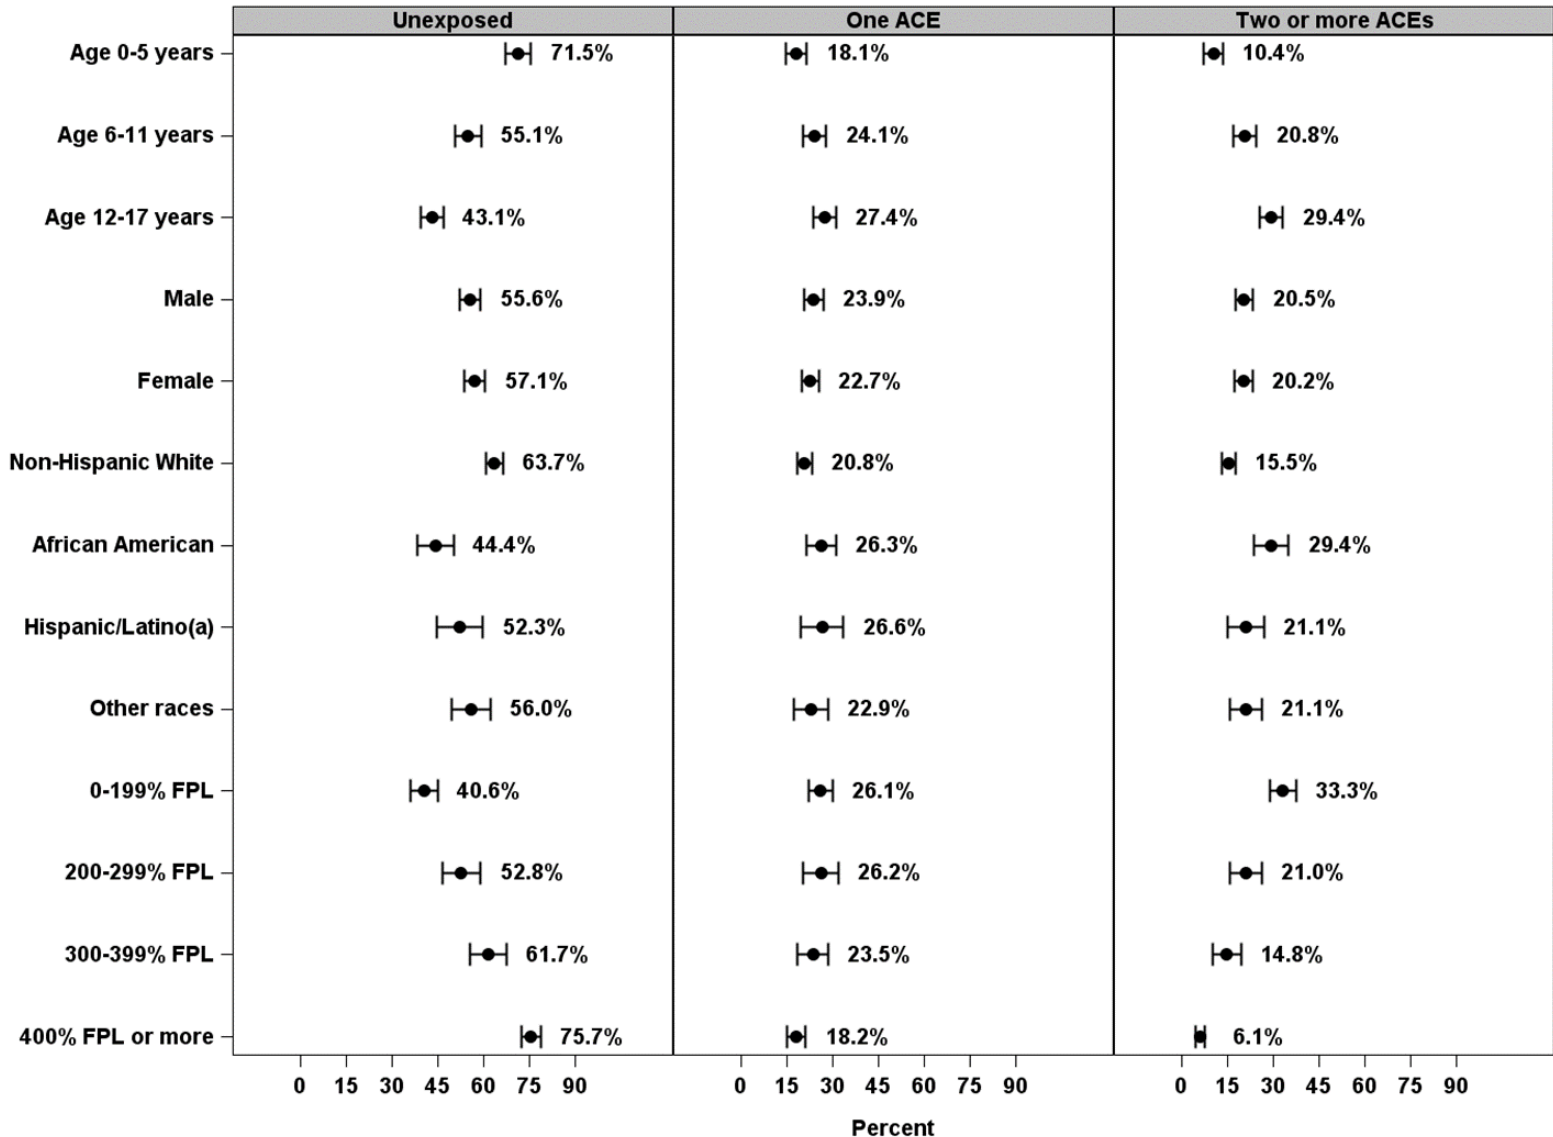 Unexposed One ACE Two or more ACEs
Age 0-5 years 71.5% 18.1% 10.4%
Age 6-11 years 55.1% 24.1% 20.8%
Age 12-17 years 43.1% 27.4% 29.4%
Male 55.6% 23.9% 20.5%
Female 57.1% 22.7% 20.2%
Non-Hispanic White 63.7% 20.8% 15.5%
African American 44.4% 26.3% 29.4%
Hispanic/Latino(a) 52.3% 26.6% 21.1%
Other races 56.0% 22.9% 21.1%
0-199% FPL 40.6% 26.1% 33.3%
200-299% FPL 52.8% 26.2% 21.0%
300-399% FPL 61.7% 23.5% 14.8%
400% FPL or more 75.7% 18.2% 6.1%
0 15 30 45 60 75 90 0 15 30 45 60 75 90 0 15 30 45 60 75 90
Percent